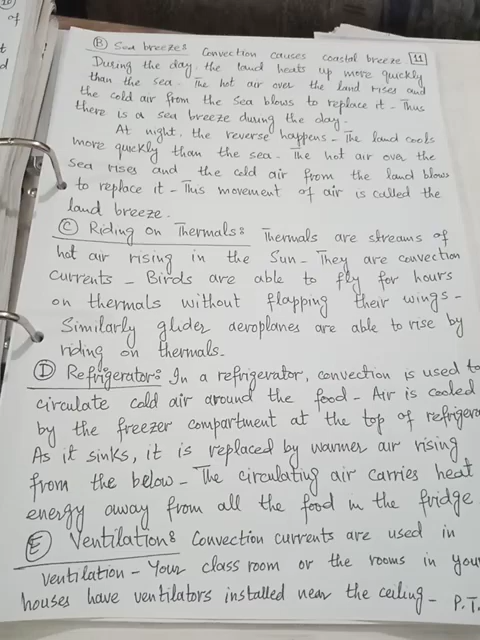 (B) Sea breeze: Convection causes coastal breeze 11
During the day the land heats up more quickly
than the sea. The hot air over the land rises and
the cold air from the sea blows to replace it - Thus
there is a sea breeze during the day.
At night, the reverse happens - The land cools
more quickly than the sea. The hot air over the
sea rises and the cold air from the land blows
to replace it - This movement of air is called the
land breeze.
(C) Riding on Thermals: Thermals are streams of
hot air rising in the Sun - They are convection
currents - Birds are able to fly for hours
on thermals without flapping their wings -
Similarly glider aeroplanes are able to rise by
riding on thermals -
(D) Refrigerator: In a refrigerator, convection is used to
circulate cold air around the food - Air is cooled
by the freezer compartment at the top of refrigera
As it sinks, it is replaced by warmer air rising
from the below - The circulating air carries heat
energy away from all the food in the fridge
(E) Ventilation: Convection currents are used in
ventilation - Your class room or the rooms in your
houses have ventilators installed near the ceiling - P.T.